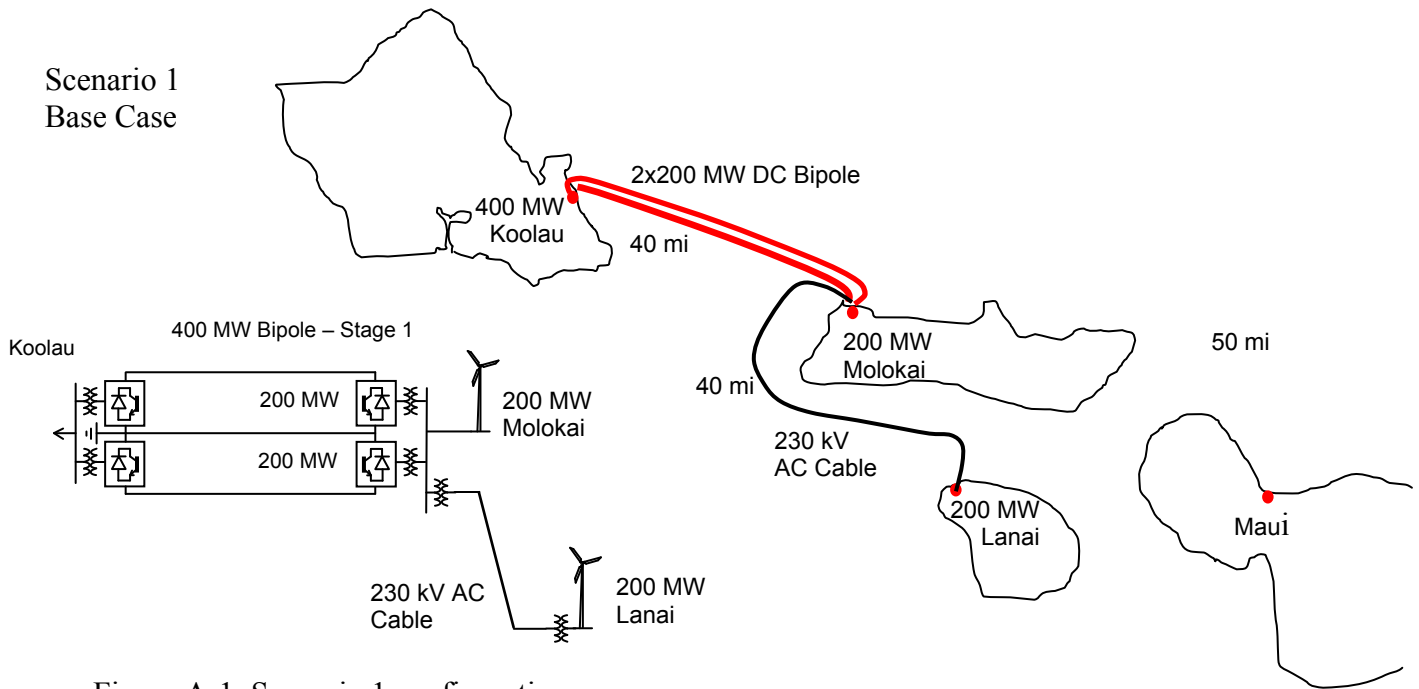 Scenario 1
Base Case
2x200 MW DC Bipole
400 MW
Koolau
40 mi
400 MW Bipole – Stage 1
Koolau
200 MW
200 MW
200 MW
Molokai
230 kV AC
Cable
200 MW
Lanai
200 MW
Molokai
40 mi
230 kV
AC Cable
200 MW
Lanai
50 mi
Maui